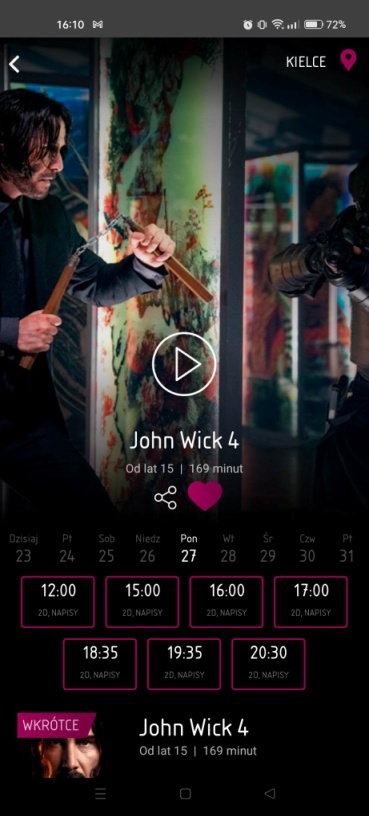 16:10 72%
KIELCE
John Wick 4
Od lat 15 | 169 minut
Dzisiaj Pt Sob Niedz Pon Wt Śr Czw Pt
23 24 25 26 27 28 29 30 31
12:00 15:00 16:00 17:00
2D, NAPISY 2D, NAPISY 2D, NAPISY 2D, NAPISY
18:35 19:35 20:30
2D, NAPISY 2D, NAPISY 2D, NAPISY
WKRÓTCE
John Wick 4
Od lat 15 | 169 minut